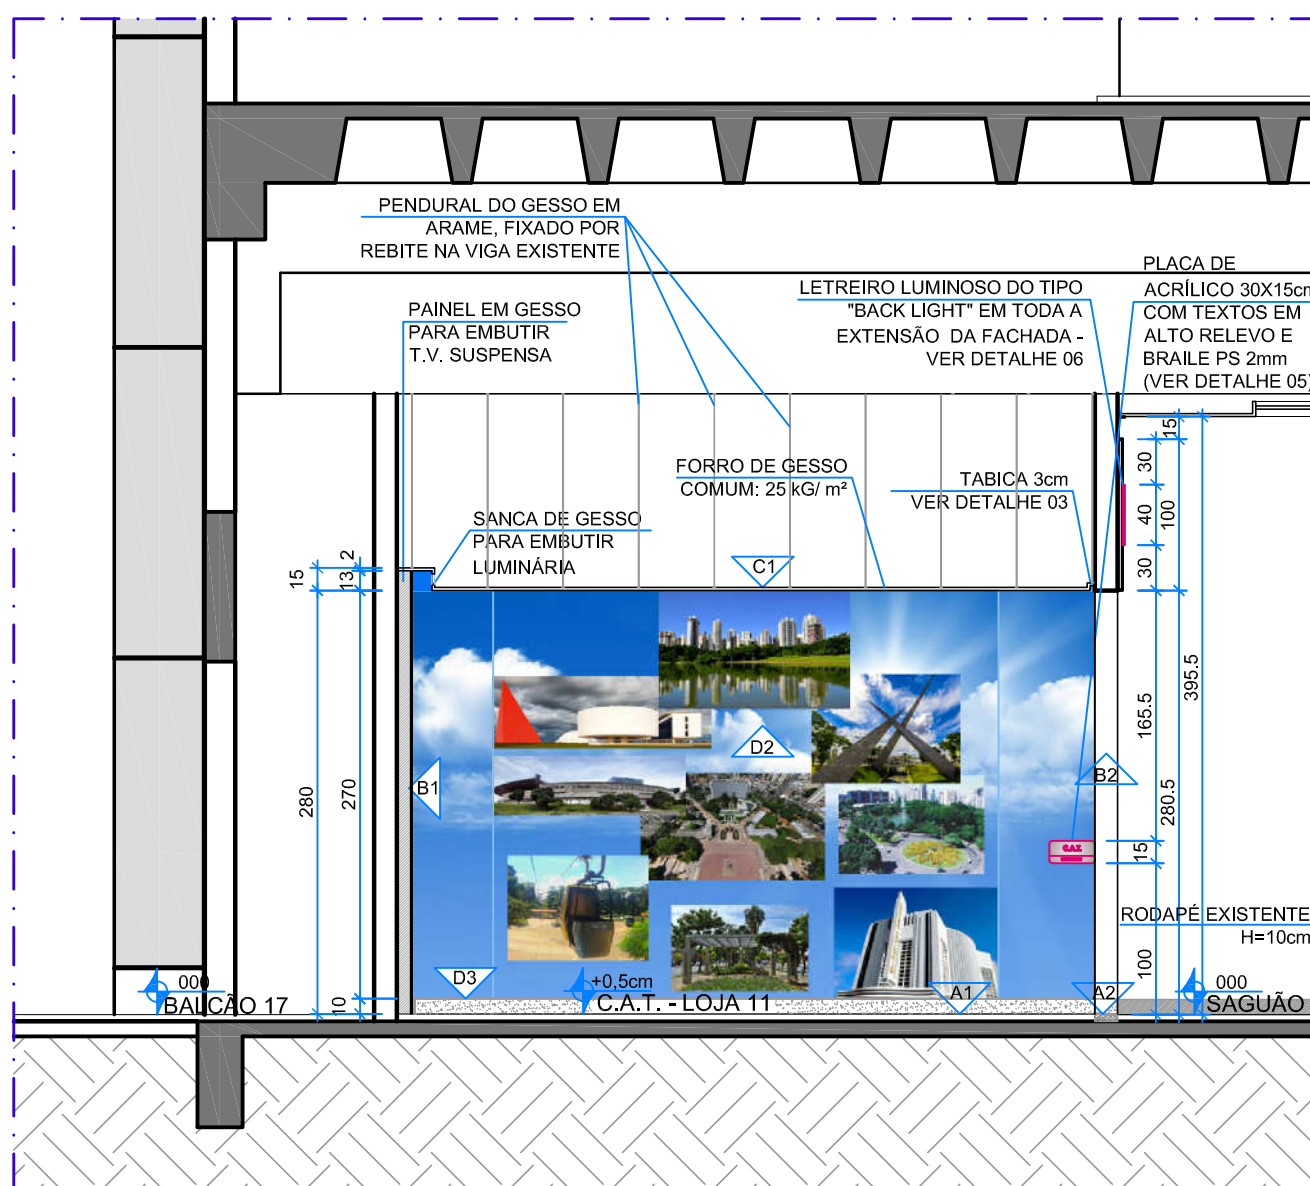 PENDURAL DO GESSO EM
ARAME, FIXADO POR
REBITE NA VIGA EXISTENTE
PLACA DE
ACRÍLICO 30X15cm
COM TEXTOS EM
ALTO RELEVO E
BRAILE PS 2mm
(VER DETALHE 05)
LETREIRO LUMINOSO DO TIPO
"BACK LIGHT" EM TODA A
EXTENSÃO DA FACHADA -
VER DETALHE 06
PAINEL EM GESSO
PARA EMBUTIR
T.V. SUSPENSA
FORRO DE GESSO
COMUM: 25 kG/ m²
TABICA 3cm
VER DETALHE 03
SANCA DE GESSO
PARA EMBUTIR
LUMINÁRIA
C1
15
13
2
280
270
10
15
30
40
30
100
165.5
15
100
280.5
395.5
D2
B1
B2
C.A.T.
RODAPÉ EXISTENTE
H=10cm
D3
A1
A2
000
BALCÃO 17
+0,5cm
C.A.T. - LOJA 11
000
SAGUÃO